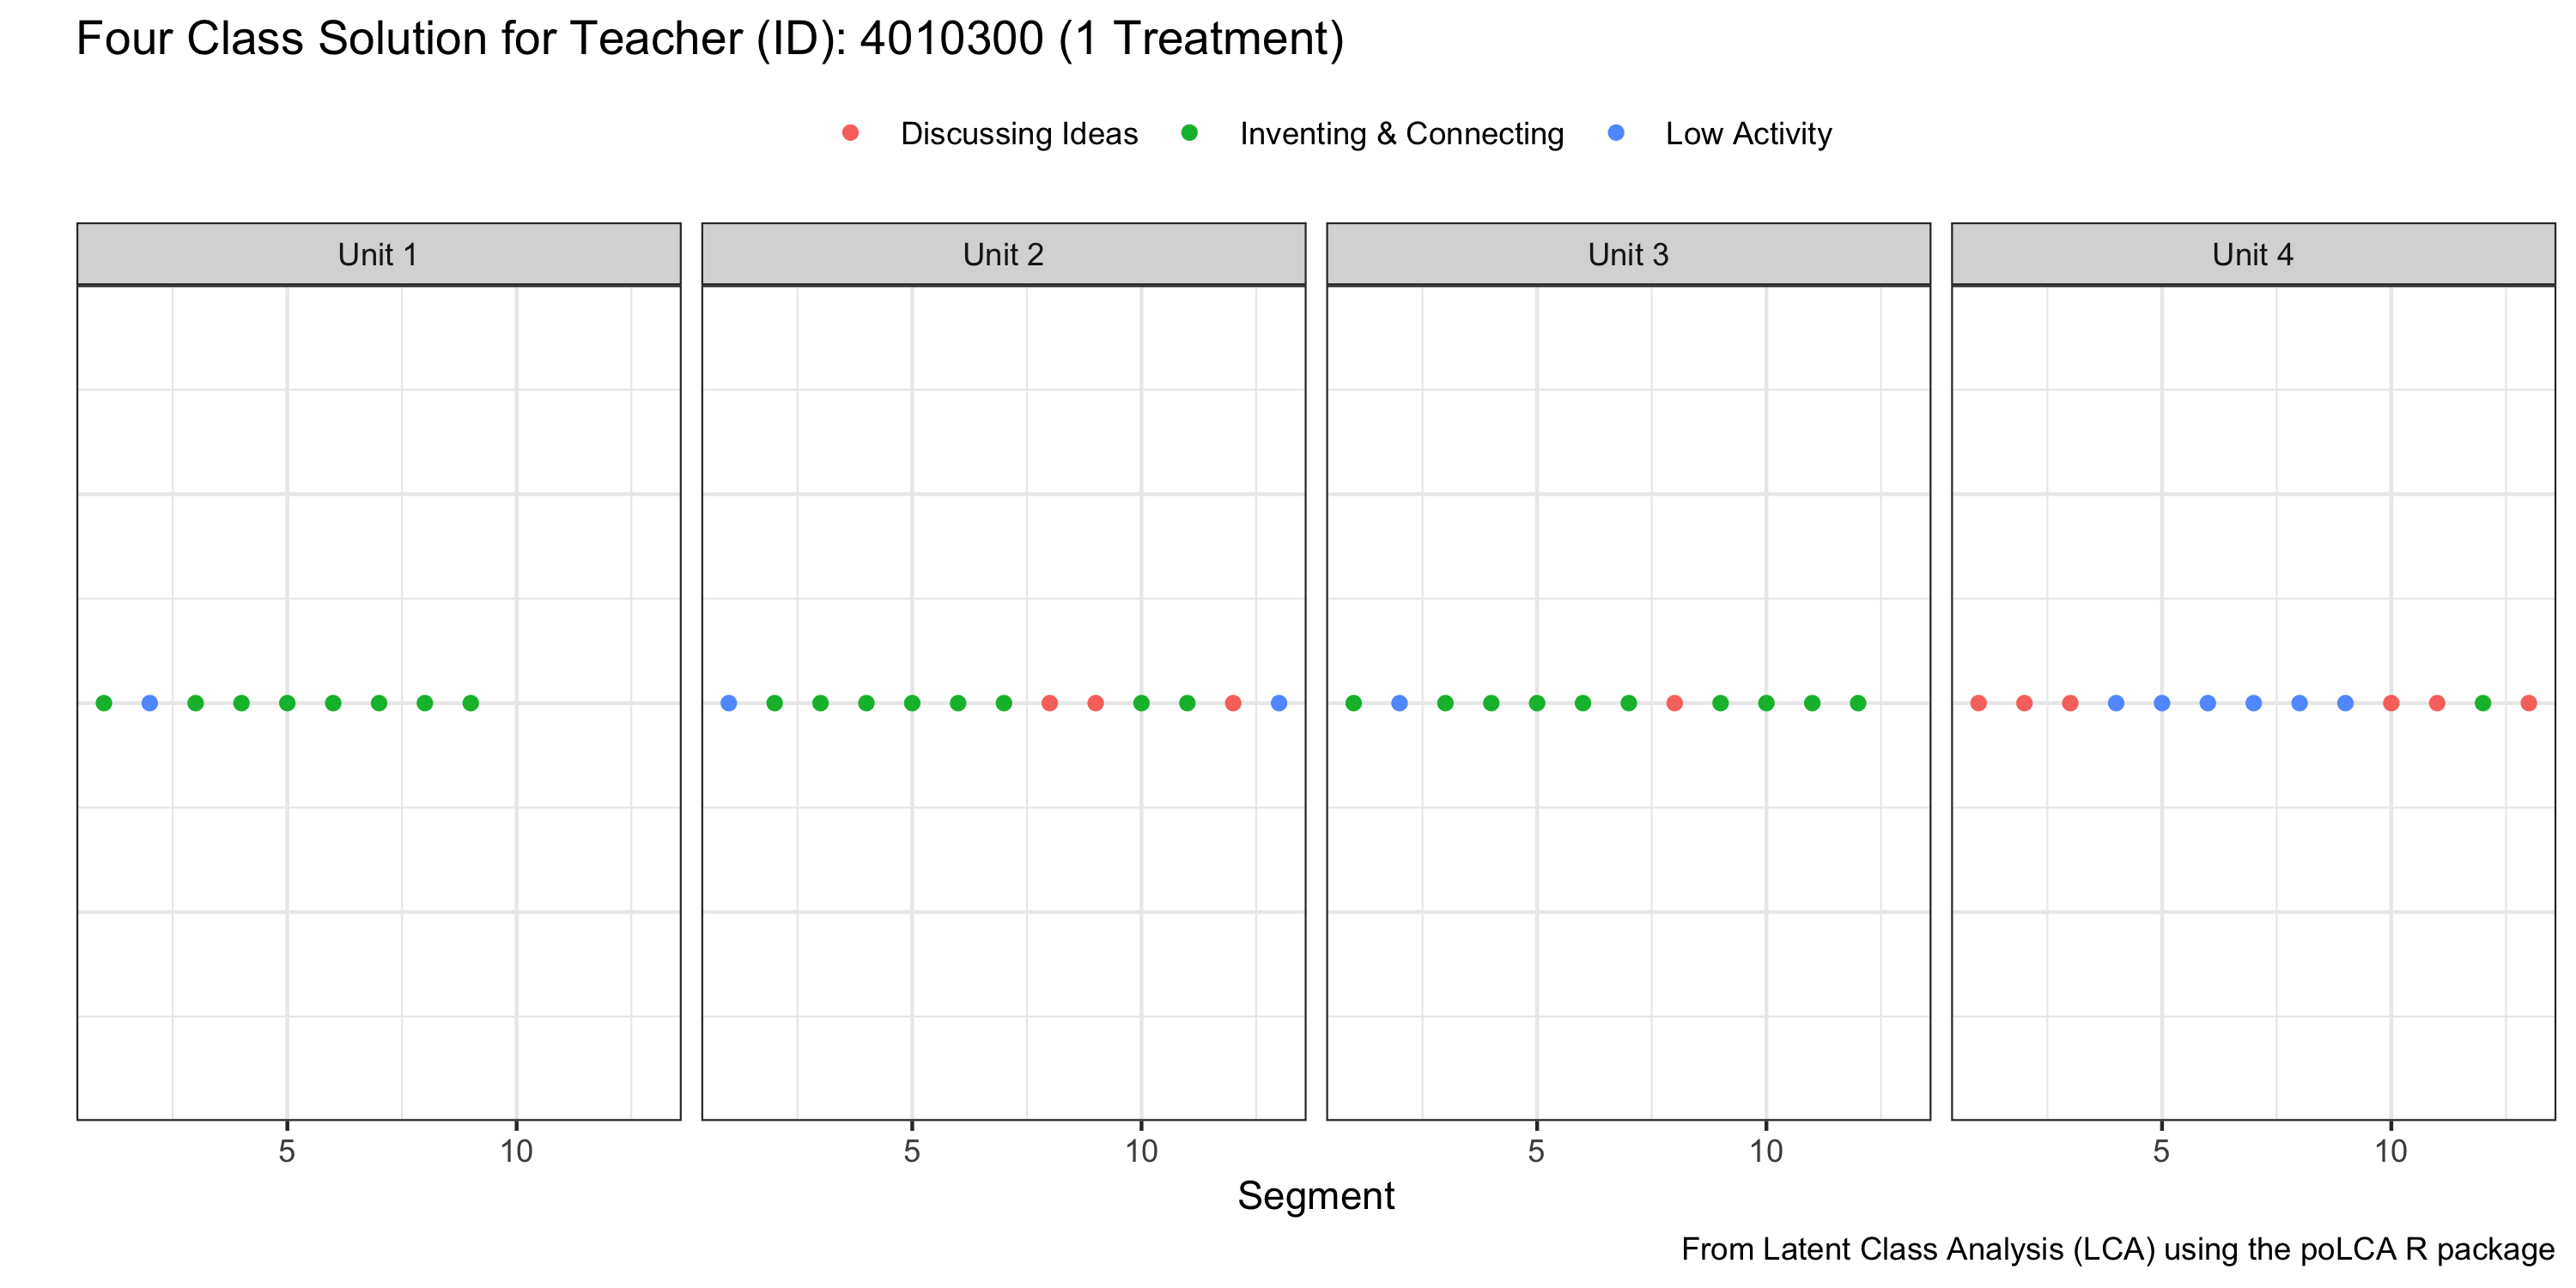 Four Class Solution for Teacher (ID): 4010300 (1 Treatment)
Discussing Ideas Inventing & Connecting Low Activity
Unit 1 Unit 2 Unit 3 Unit 4
5 10 5 10 5 10 5 10
Segment
From Latent Class Analysis (LCA) using the poLCA R package